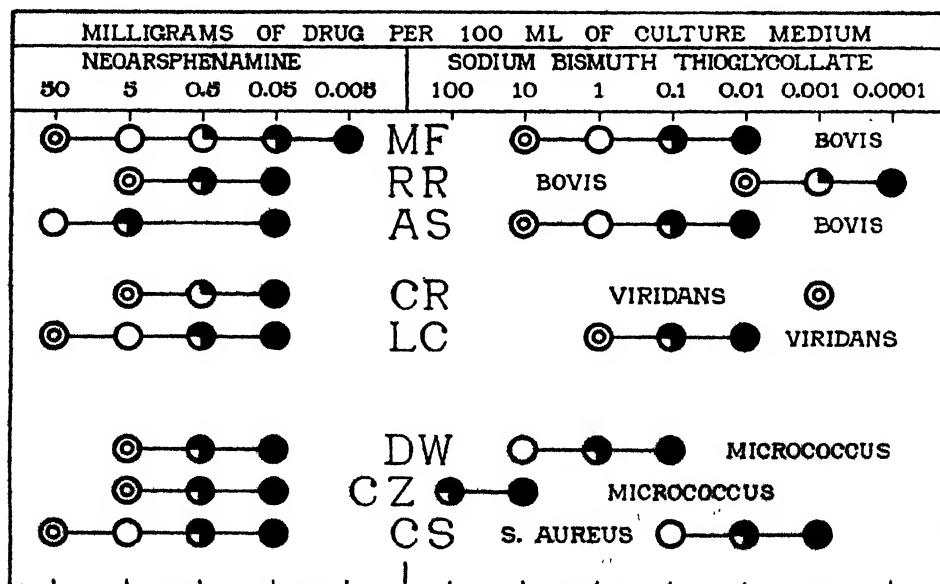 MILLIGRAMS OF DRUG PER 100 ML OF CULTURE MEDIUM
NEOARSPHENAMINE SODIUM BISMUTH THIOGLYCOLLATE
50 5 0.5 0.05 0.005 100 10 1 0.1 0.01 0.001 0.0001
MF BOVIS
RR BOVIS
AS BOVIS
CR VIRIDANS
LC VIRIDANS
DW MICROCOCCUS
CZ MICROCOCCUS
CS S. AUREUS